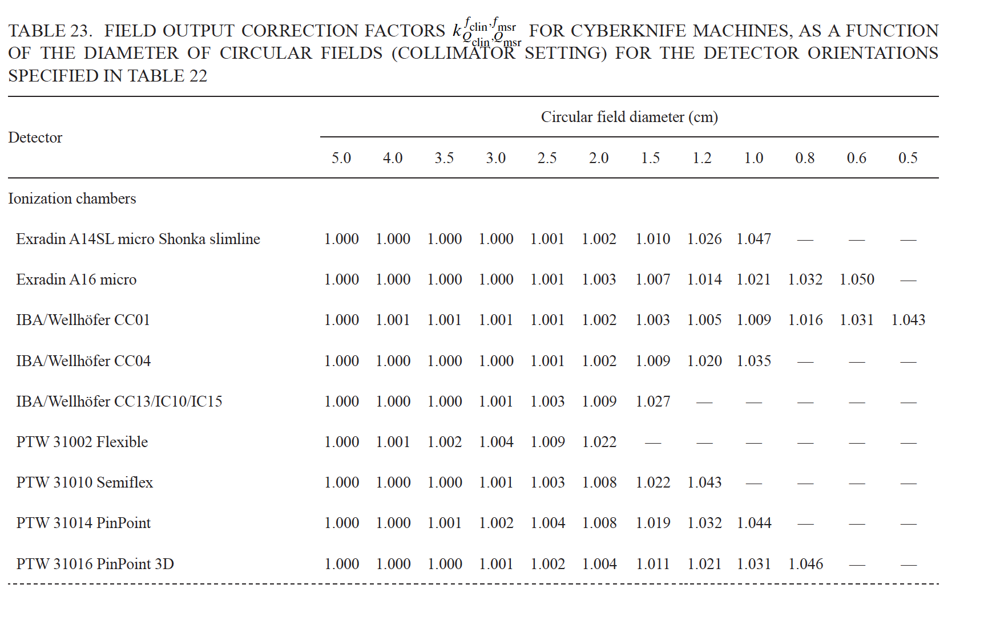 TABLE 23. FIELD OUTPUT CORRECTION FACTORS k_{Q_clin,Q_msr}^{f_clin,f_msr} FOR CYBERKNIFE MACHINES, AS A FUNCTION
OF THE DIAMETER OF CIRCULAR FIELDS (COLLIMATOR SETTING) FOR THE DETECTOR ORIENTATIONS
SPECIFIED IN TABLE 22
Circular field diameter (cm)
Detector
5.0 4.0 3.5 3.0 2.5 2.0 1.5 1.2 1.0 0.8 0.6 0.5
Ionization chambers
Exradin A14SL micro Shonka slimline 1.000 1.000 1.000 1.000 1.001 1.002 1.010 1.026 1.047 — — —
Exradin A16 micro 1.000 1.000 1.000 1.000 1.001 1.003 1.007 1.014 1.021 1.032 1.050 —
IBA/Wellhöfer CC01 1.000 1.001 1.001 1.001 1.001 1.002 1.003 1.005 1.009 1.016 1.031 1.043
IBA/Wellhöfer CC04 1.000 1.000 1.000 1.000 1.001 1.002 1.009 1.020 1.035 — — —
IBA/Wellhöfer CC13/IC10/IC15 1.000 1.000 1.000 1.001 1.003 1.009 1.027 — — — — —
PTW 31002 Flexible 1.000 1.001 1.002 1.004 1.009 1.022 — — — — — —
PTW 31010 Semiflex 1.000 1.000 1.000 1.001 1.003 1.008 1.022 1.043 — — — —
PTW 31014 PinPoint 1.000 1.000 1.001 1.002 1.004 1.008 1.019 1.032 1.044 — — —
PTW 31016 PinPoint 3D 1.000 1.000 1.000 1.001 1.002 1.004 1.011 1.021 1.031 1.046 — —